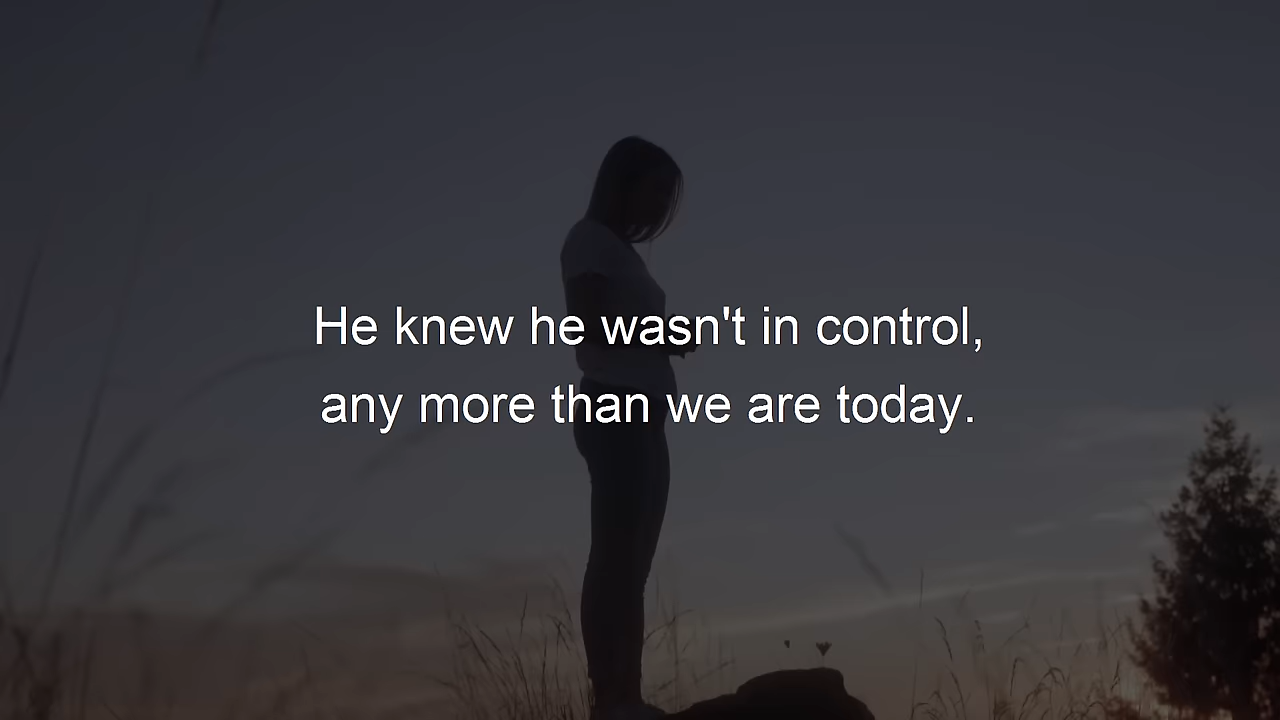 He knew he wasn't in control,
any more than we are today.